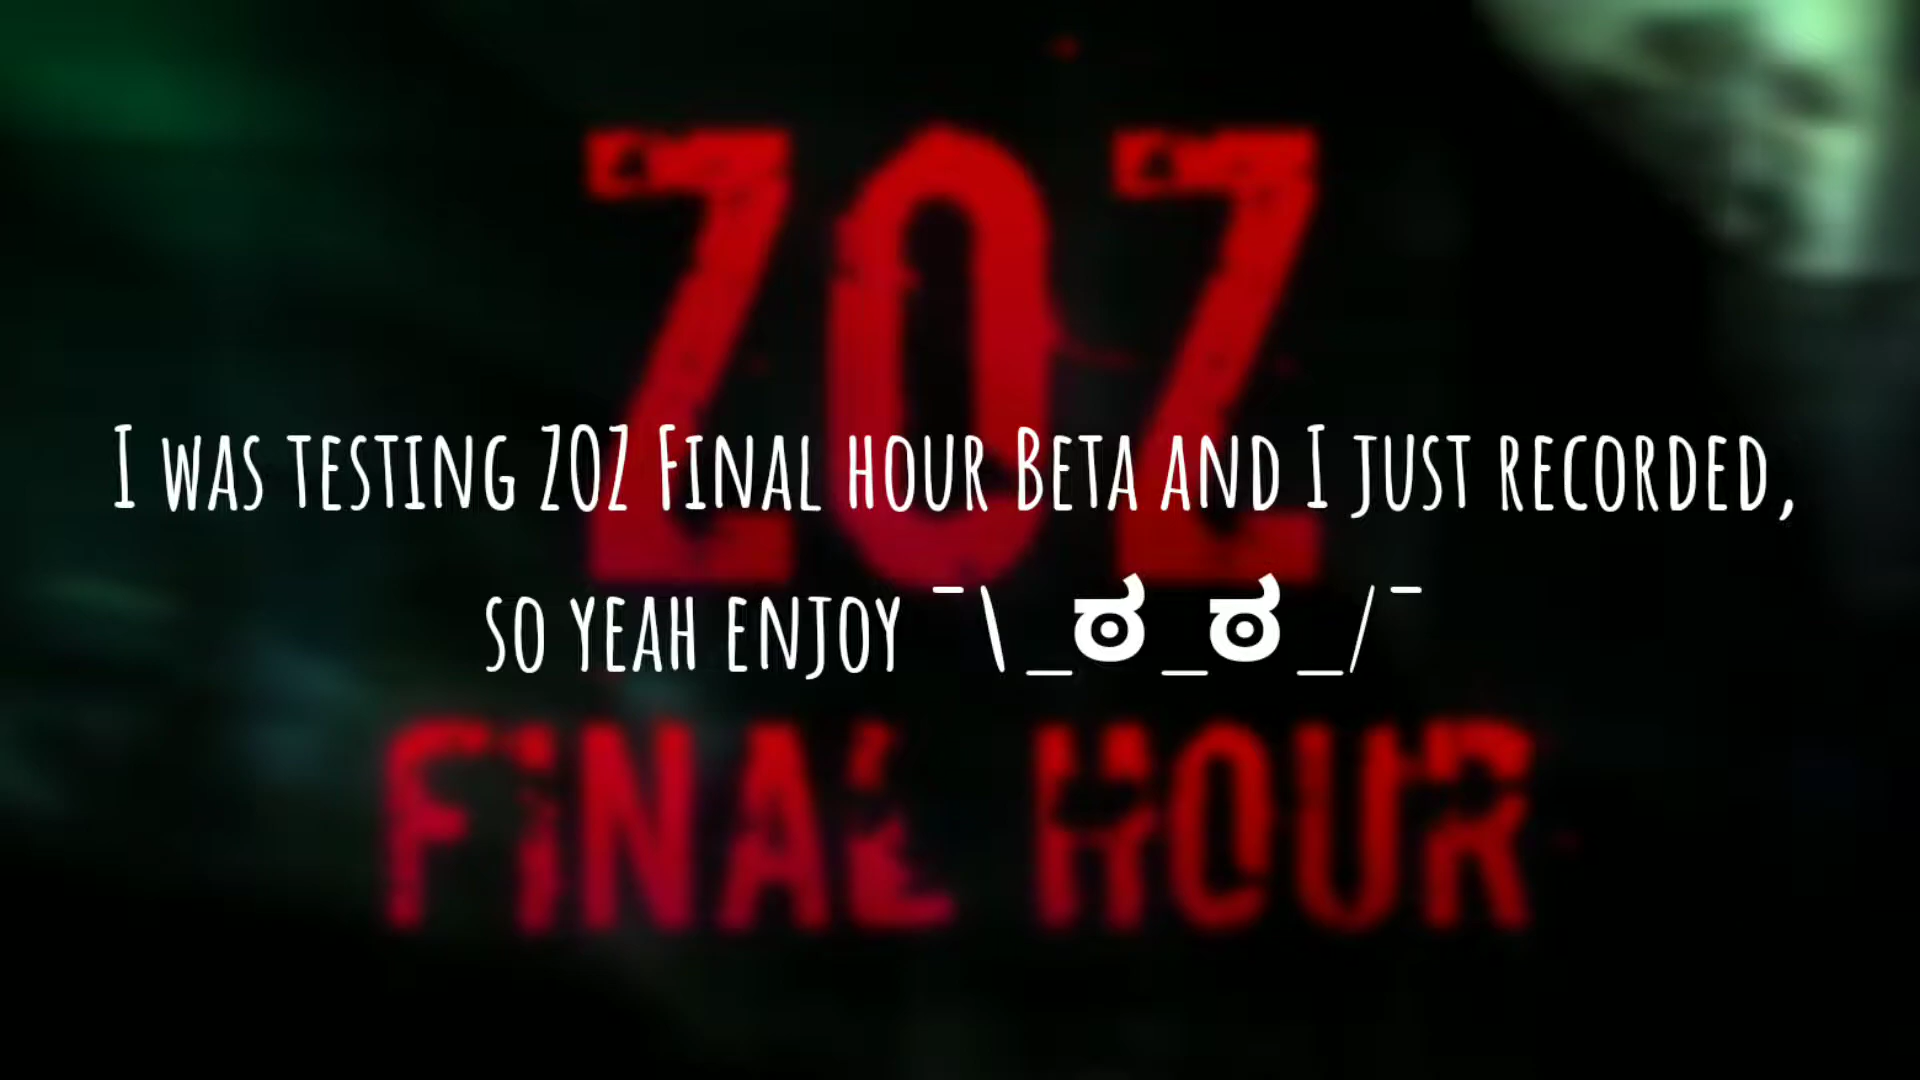 ZOZ
I was testing ZOZ Final hour Beta and I just recorded,
so yeah enjoy ¯\_ಠ_ಠ_/¯
FINAL HOUR